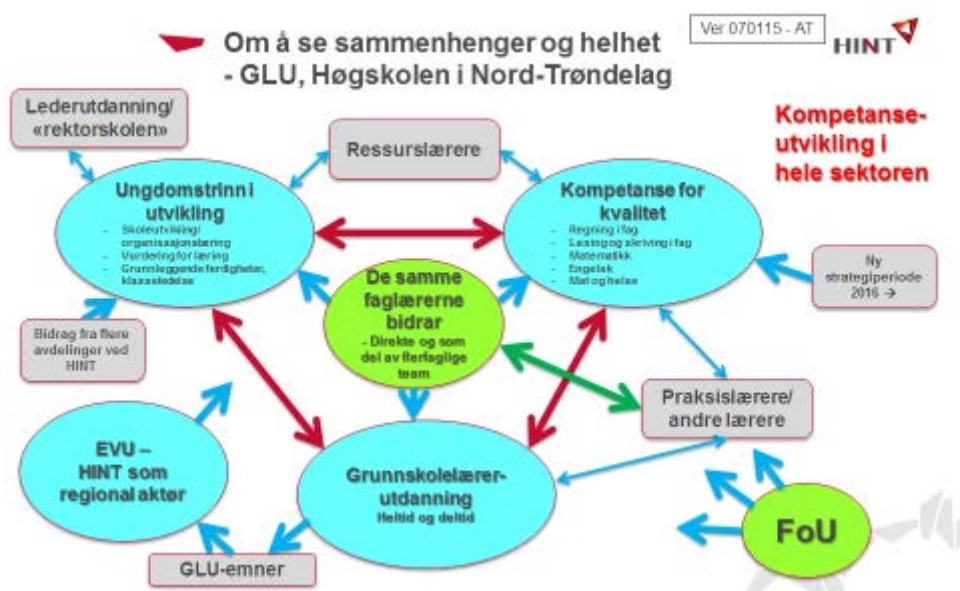 Ver 070115 - AT
HINT
Om å se sammenhenger og helhet
- GLU, Høgskolen i Nord-Trøndelag
Lederutdanning/
«rektorskolen»
Ressurslærere
Kompetanse-
utvikling i
hele sektoren
Ungdomstrinn i
utvikling
- Skoleutvikling/
organisasjonslæring
- Vurdering for læring
- Grunnleggende ferdigheter,
klasseledelse
Kompetanse for
kvalitet
- Regning i fag
- Lesing og skriving i fag
- Matematikk
- Engelsk
- Mat og helse
De samme
faglærerne
bidrar
- Direkte og som
del av flerfaglige
team
Ny
strategiperiode
2016 →
Bidrag fra flere
avdelinger ved
HINT
Praksislærere/
andre lærere
EVU –
HINT som
regional aktør
Grunnskolelærer-
utdanning
Heltid og deltid
FoU
GLU-emner